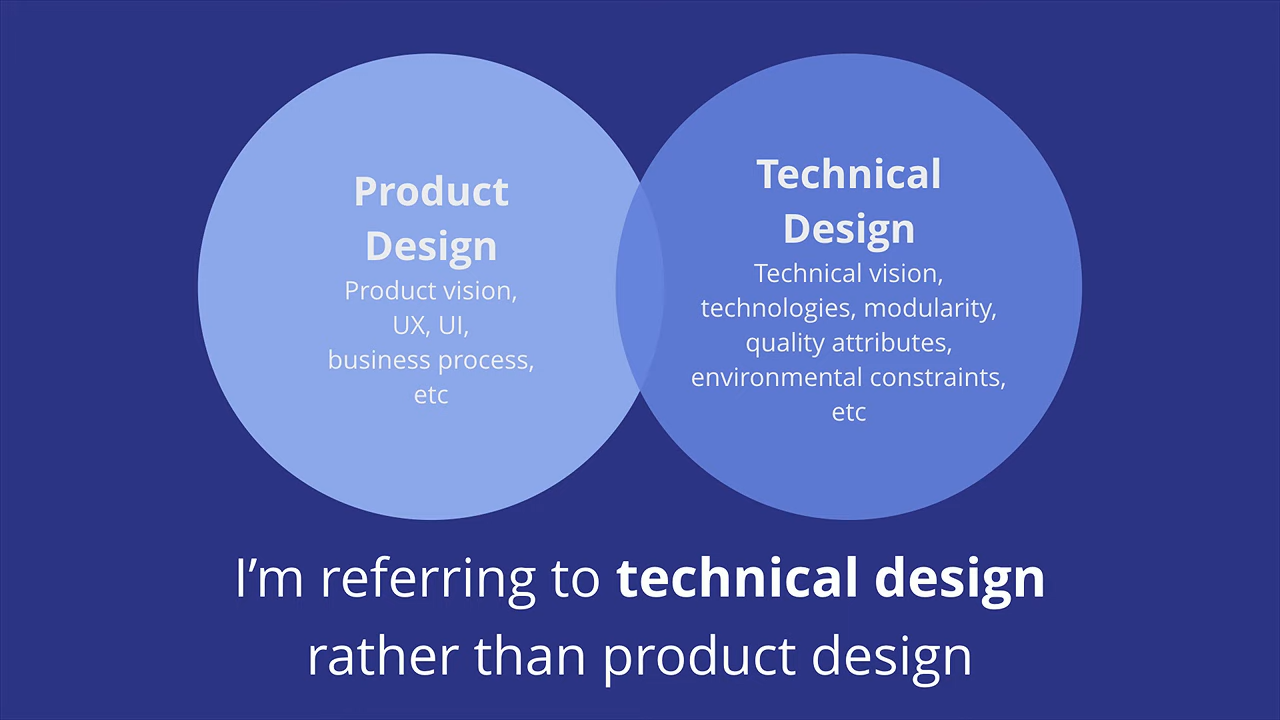 Product
Design
Product vision,
UX, UI,
business process,
etc
Technical
Design
Technical vision,
technologies, modularity,
quality attributes,
environmental constraints,
etc
I’m referring to technical design
rather than product design